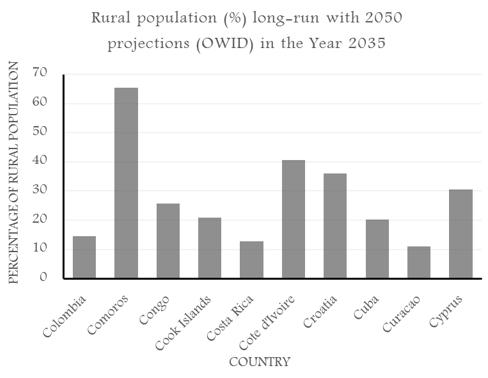 Rural population (%) long-run with 2050
projections (OWID) in the Year 2035
PERCENTAGE OF RURAL POPULATION
70
60
50
40
30
20
10
0
Colombia
Comoros
Congo
Cook Islands
Costa Rica
Cote d'Ivoire
Croatia
Cuba
Curacao
Cyprus
COUNTRY